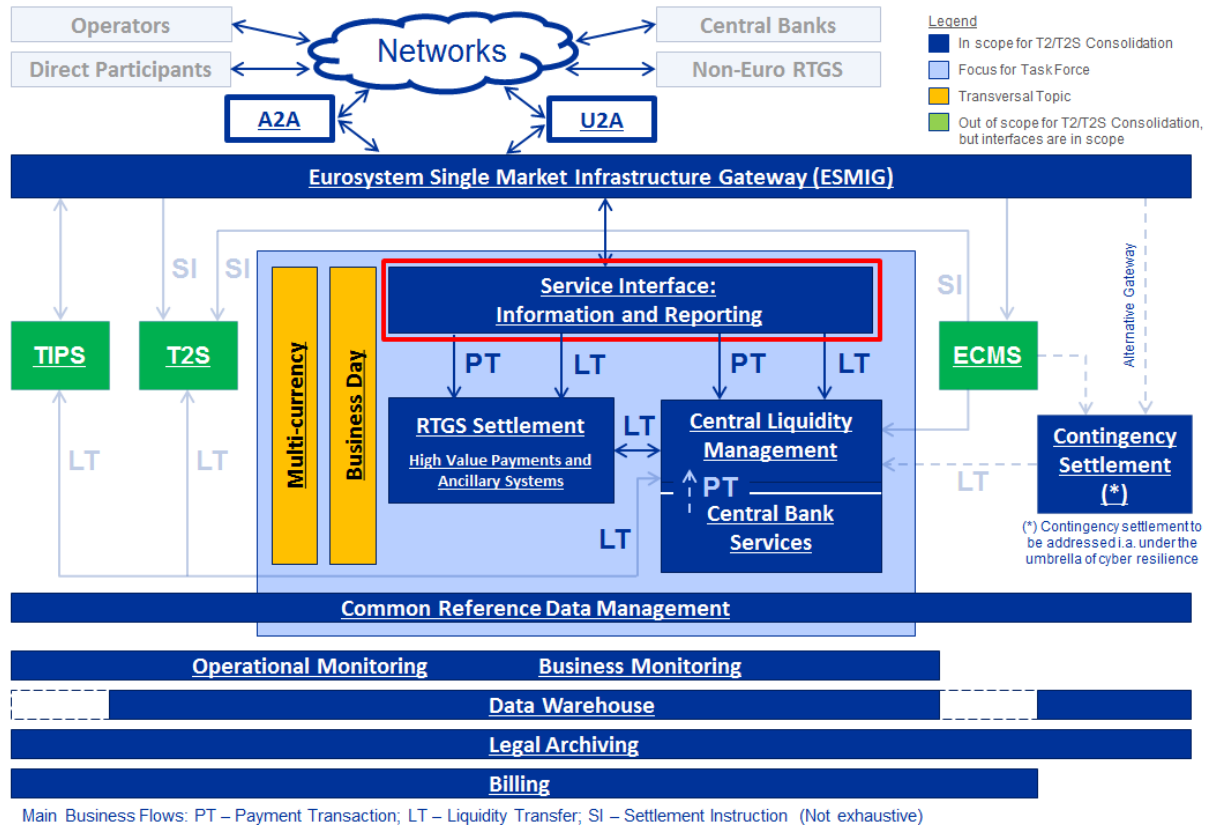 Operators
Direct Participants
Networks
Central Banks
Non-Euro RTGS
Legend
In scope for T2/T2S Consolidation
Focus for Task Force
Transversal Topic
Out of scope for T2/T2S Consolidation,
but interfaces are in scope
A2A
U2A
Eurosystem Single Market Infrastructure Gateway (ESMIG)
SI
SI
SI
Alternative Gateway
Service Interface:
Information and Reporting
TIPS
T2S
ECMS
Multi-currency
Business Day
PT
LT
PT
LT
RTGS Settlement
High Value Payments and
Ancillary Systems
LT
Central Liquidity
Management
PT
Central Bank
Services
Contingency
Settlement
(*)
LT
LT
LT
LT
(*) Contingency settlement to
be addressed i.a. under the
umbrella of cyber resilience
Common Reference Data Management
Operational Monitoring
Business Monitoring
Data Warehouse
Legal Archiving
Billing
Main Business Flows: PT – Payment Transaction; LT – Liquidity Transfer; SI – Settlement Instruction (Not exhaustive)